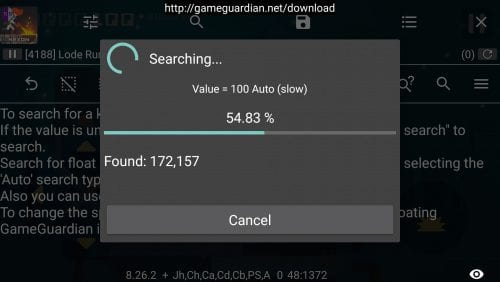 http://gameguardian.net/download
NEXON
[4188] Lode Run
(0)
Searching...
Value = 100 Auto (slow)
54.83 %
Found: 172,157
Cancel
To search for a k
If the value is un
search" to
search.
Search for float
selecting the
'Auto' search typ
Also you can us
To change the sp
pating
GameGuardian i
8.26.2 + Jh,Ch,Ca,Cd,Cb,PS,A 0 48:1372